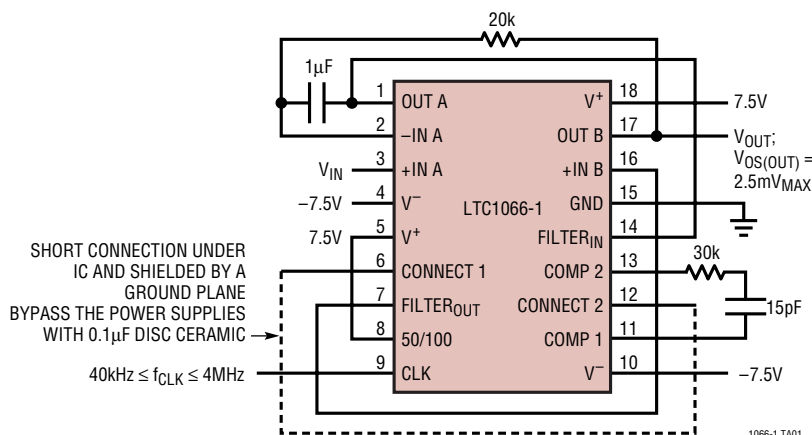 20k
1µF
1 OUT A V+ 18 7.5V
2 –IN A OUT B 17 VOUT;
VOS(OUT) =
2.5mVMAX
VIN 3 +IN A +IN B 16
–7.5V 4 V– LTC1066-1 GND 15
7.5V 5 V+ FILTERIN 14
30k
6 CONNECT 1 COMP 2 13
7 FILTEROUT CONNECT 2 12
15pF
8 50/100 COMP 1 11
40kHz ≤ fCLK ≤ 4MHz 9 CLK V– 10 –7.5V
SHORT CONNECTION UNDER
IC AND SHIELDED BY A
GROUND PLANE
BYPASS THE POWER SUPPLIES
WITH 0.1µF DISC CERAMIC
1066-1 TA01